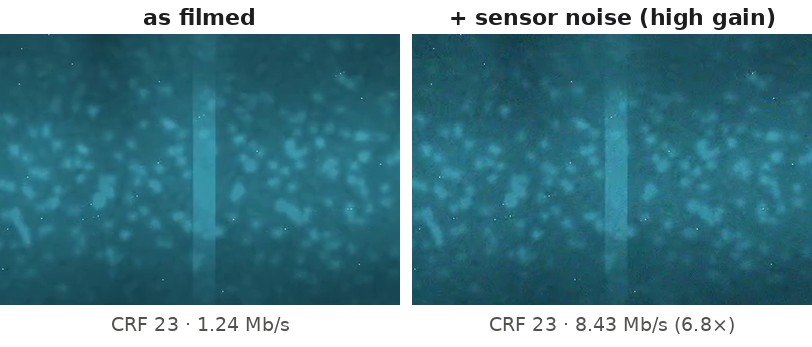 as filmed
+ sensor noise (high gain)
CRF 23 · 1.24 Mb/s
CRF 23 · 8.43 Mb/s (6.8×)